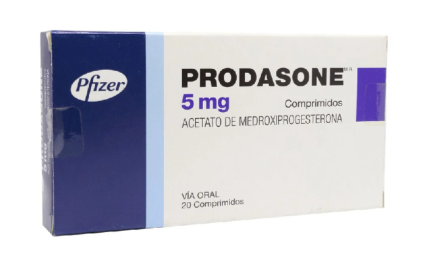 Pfizer
PRODASONE M.R.
5 mg
Comprimidos
ACETATO DE MEDROXIPROGESTERONA
VÍA ORAL
20 Comprimidos